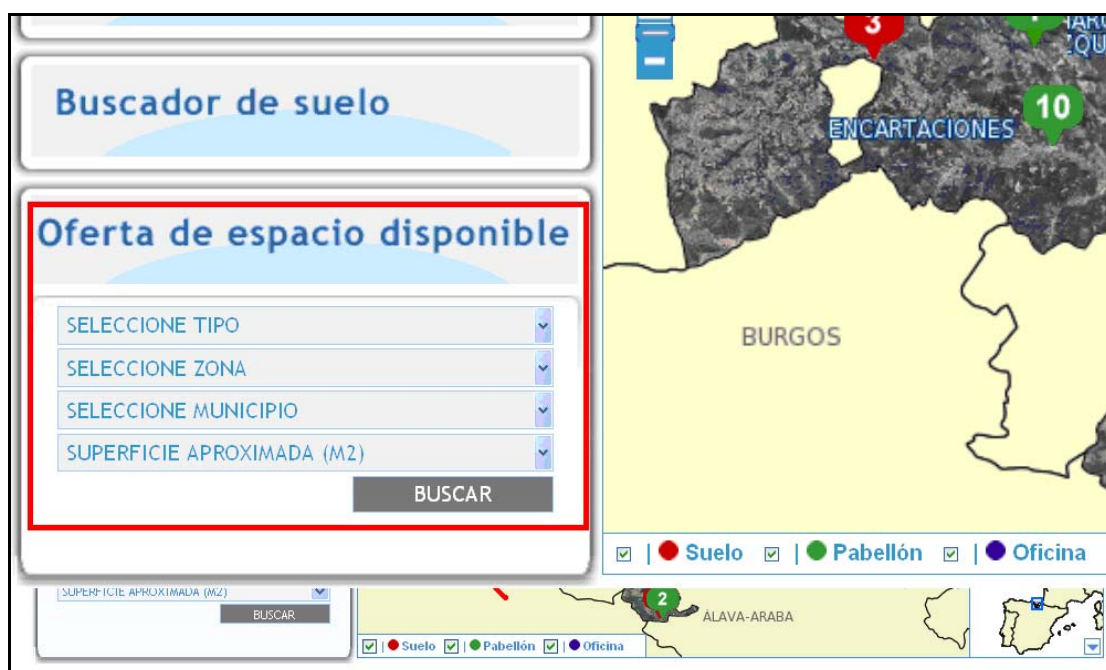 Buscador de suelo
Oferta de espacio disponible
SELECCIONE TIPO
SELECCIONE ZONA
SELECCIONE MUNICIPIO
SUPERFICIE APROXIMADA (M2)
BUSCAR
3
10
ENCARTACIONES
BURGOS
| Suelo | Pabellón | Oficina
SUPERFICIE APROXIMADA (M2)
BUSCAR
2
ÁLAVA-ARABA
| Suelo | Pabellón | Oficina